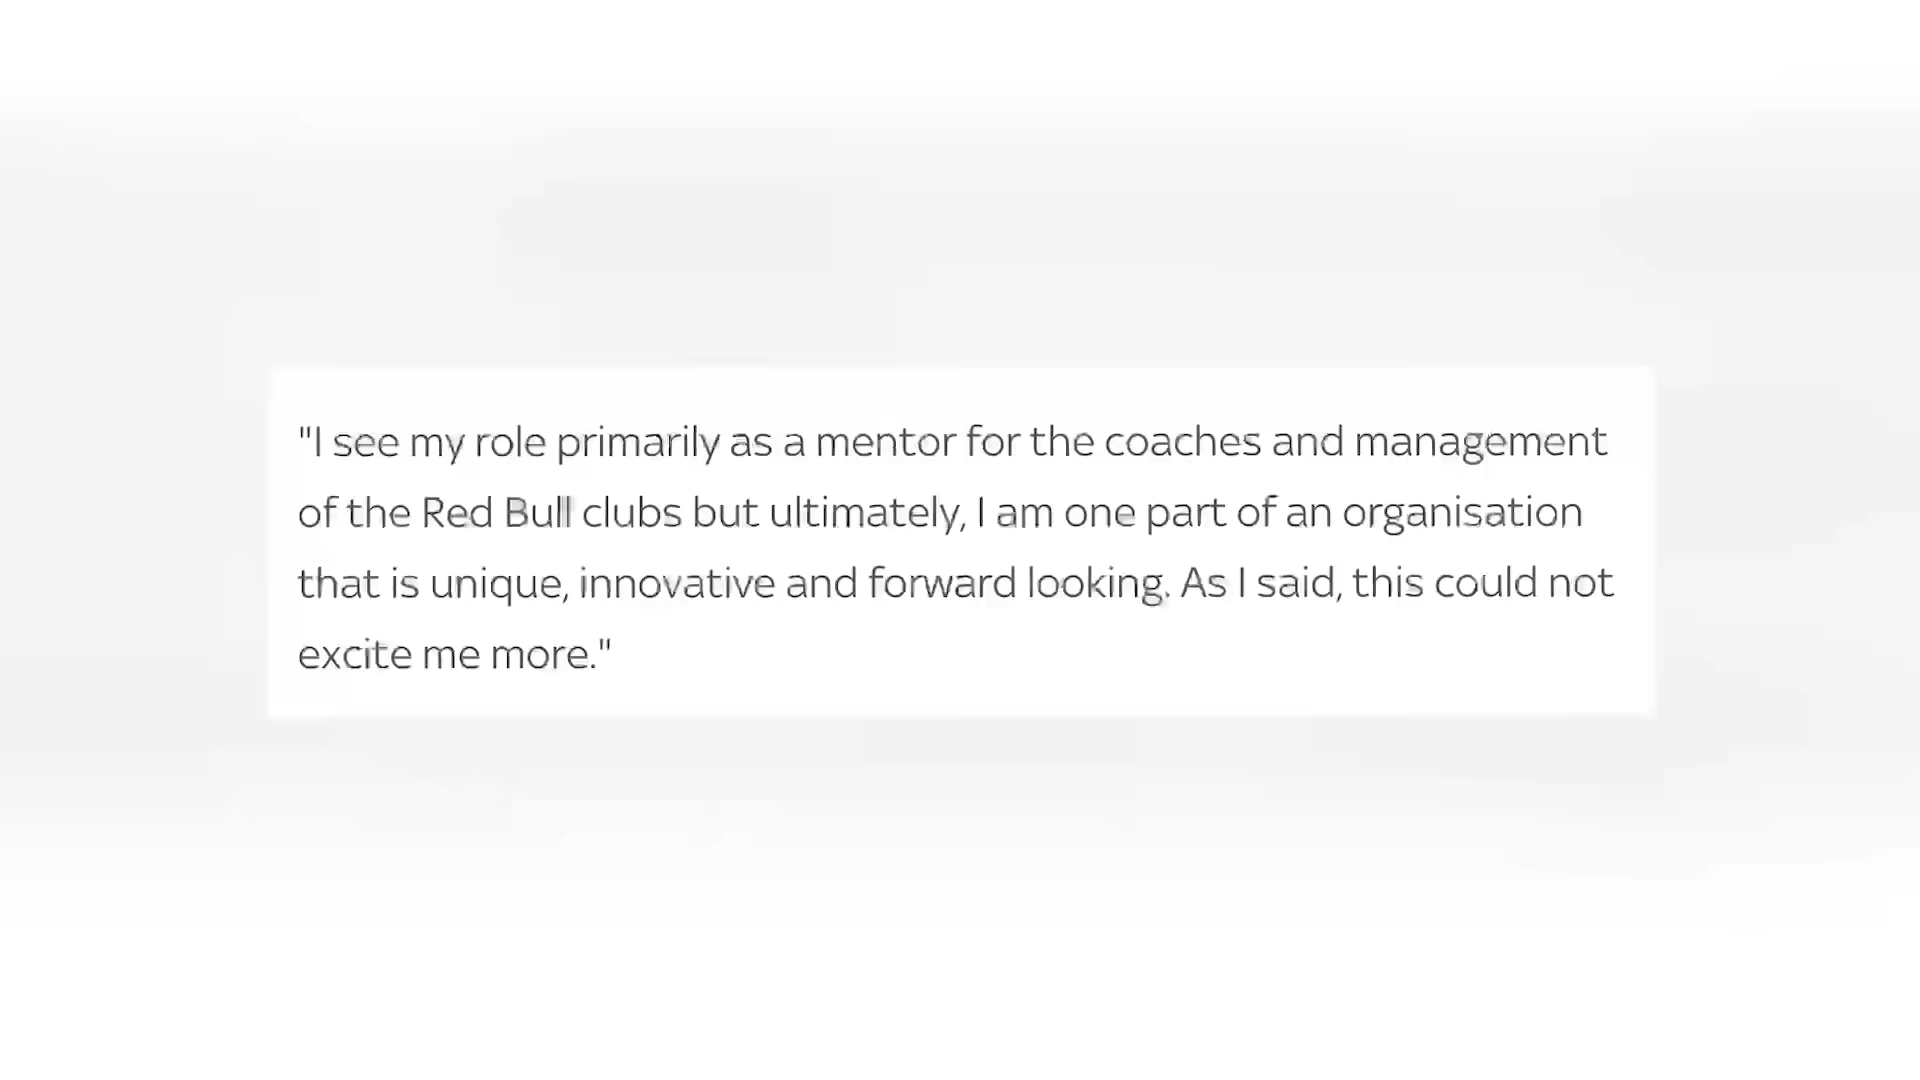 "I see my role primarily as a mentor for the coaches and management
of the Red Bull clubs but ultimately, I am one part of an organisation
that is unique, innovative and forward looking. As I said, this could not
excite me more."